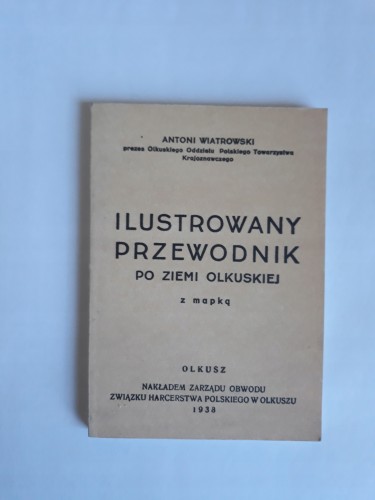 ANTONI WIATROWSKI
prezes Olkuskiego Oddziału Polskiego Towarzystwa
Krajoznawczego
ILUSTROWANY
PRZEWODNIK
PO ZIEMI OLKUSKIEJ
z mapką
OLKUSZ
NAKŁADEM ZARZĄDU OBWODU
ZWIĄZKU HARCERSTWA POLSKIEGO W OLKUSZU
1938